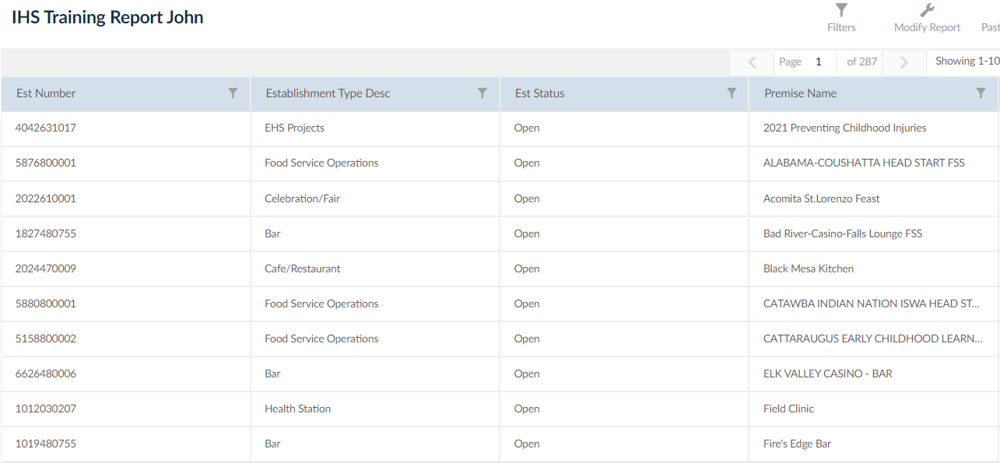 IHS Training Report John
Filters Modify Report Past
Page 1 of 287 Showing 1-10
Est Number Establishment Type Desc Est Status Premise Name
4042631017 EHS Projects Open 2021 Preventing Childhood Injuries
5876800001 Food Service Operations Open ALABAMA-COUSHATTA HEAD START FSS
2022610001 Celebration/Fair Open Acomita St.Lorenzo Feast
1827480755 Bar Open Bad River-Casino-Falls Lounge FSS
2024470009 Cafe/Restaurant Open Black Mesa Kitchen
5880800001 Food Service Operations Open CATAWBA INDIAN NATION ISWA HEAD ST...
5158800002 Food Service Operations Open CATTARAUGUS EARLY CHILDHOOD LEARN...
6626480006 Bar Open ELK VALLEY CASINO - BAR
1012030207 Health Station Open Field Clinic
1019480755 Bar Open Fire's Edge Bar